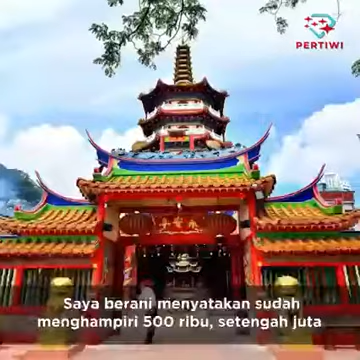 PERTIWI
Saya berani menyatakan sudah
menghampiri 500 ribu, setengah juta